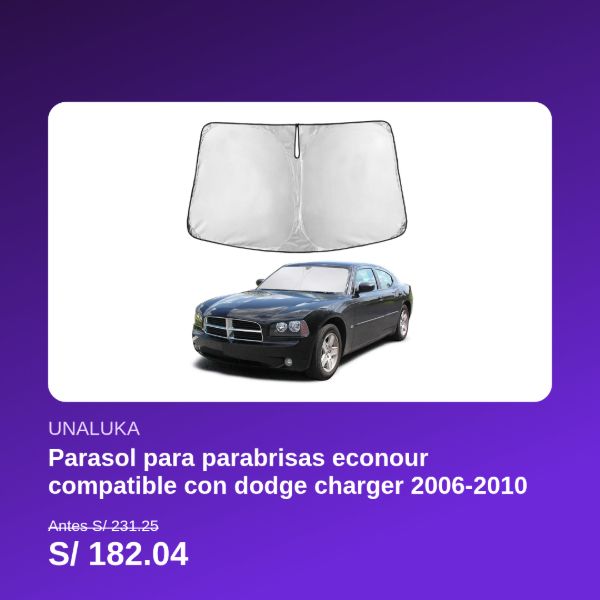 UNALUKA
Parasol para parabrisas econour
compatible con dodge charger 2006-2010
Antes S/ 231.25
S/ 182.04